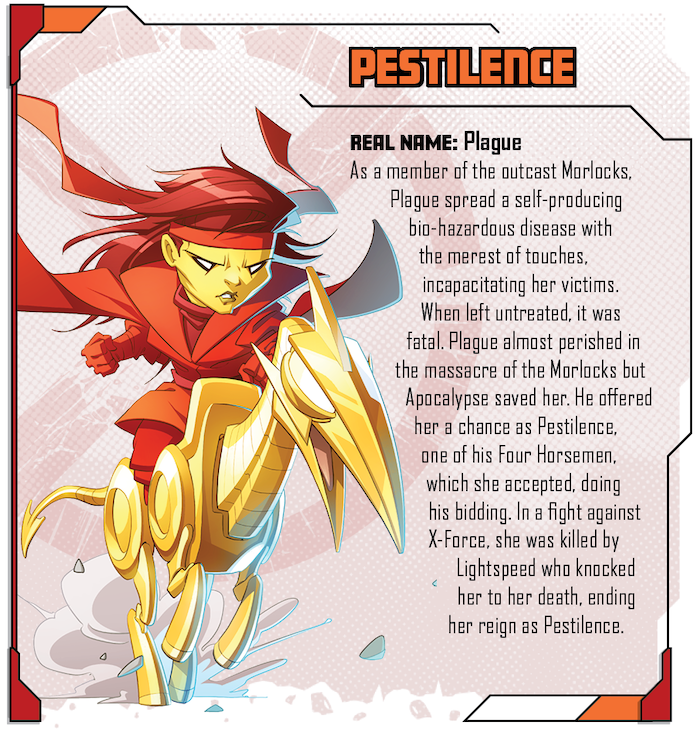 PESTILENCE
REAL NAME: Plague
As a member of the outcast Morlocks,
Plague spread a self-producing
bio-hazardous disease with
the merest of touches,
incapacitating her victims.
When left untreated, it was
fatal. Plague almost perished in
the massacre of the Morlocks but
Apocalypse saved her. He offered
her a chance as Pestilence,
one of his Four Horsemen,
which she accepted, doing
his bidding. In a fight against
X-Force, she was killed by
Lightspeed who knocked
her to her death, ending
her reign as Pestilence.